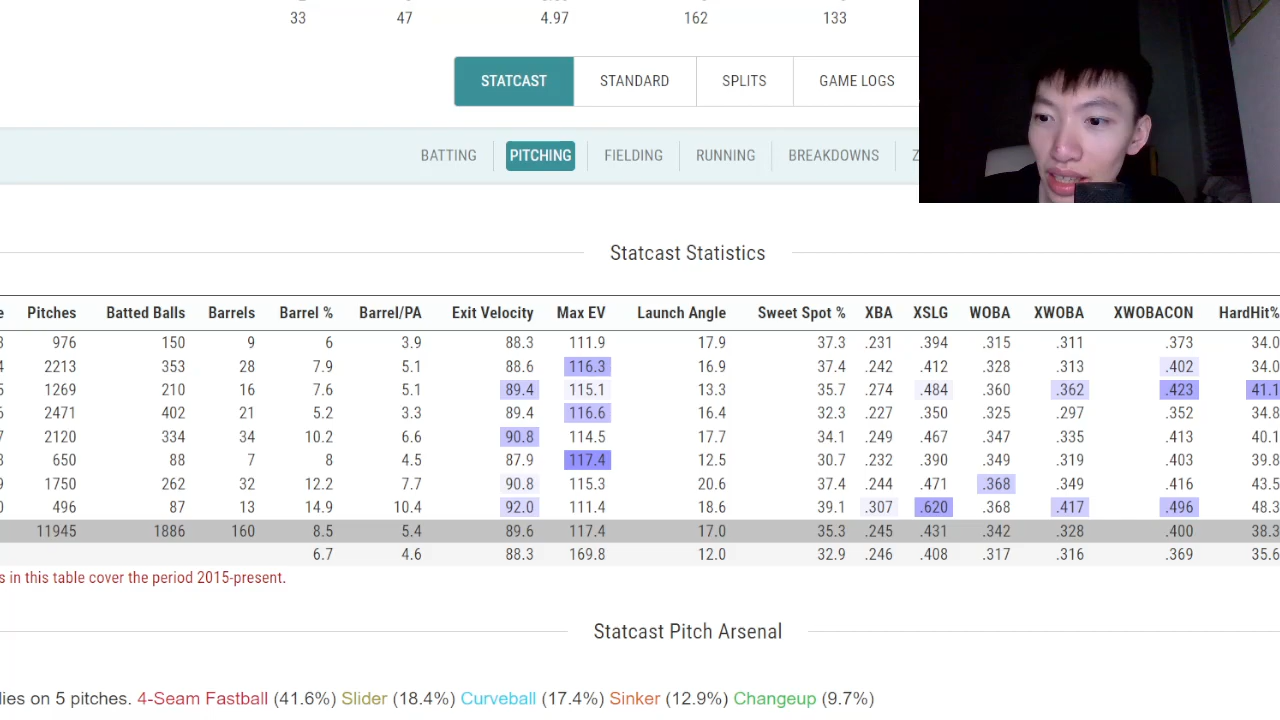 33 47 4.97 162 133
STATCAST STANDARD SPLITS GAME LOGS
BATTING PITCHING FIELDING RUNNING BREAKDOWNS
Statcast Statistics
e Pitches Batted Balls Barrels Barrel % Barrel/PA Exit Velocity Max EV Launch Angle Sweet Spot % XBA XSLG WOBA XWOBA XWOBACON HardHit%
3 976 150 9 6 3.9 88.3 111.9 17.9 37.3 .231 .394 .315 .311 .373 34.0
4 2213 353 28 7.9 5.1 88.6 116.3 16.9 37.4 .242 .412 .328 .313 .402 34.0
5 1269 210 16 7.6 5.1 89.4 115.1 13.3 35.7 .274 .484 .360 .362 .423 41.1
6 2471 402 21 5.2 3.3 89.4 116.6 16.4 32.3 .227 .350 .325 .297 .352 34.8
7 2120 334 34 10.2 6.6 90.8 114.5 17.7 34.1 .249 .467 .347 .335 .413 40.1
3 650 88 7 8 4.5 87.9 117.4 12.5 30.7 .232 .390 .349 .319 .403 39.8
9 1750 262 32 12.2 7.7 90.8 115.3 20.6 37.4 .244 .471 .368 .349 .416 43.5
0 496 87 13 14.9 10.4 92.0 111.4 18.6 39.1 .307 .620 .368 .417 .496 48.3
11945 1886 160 8.5 5.4 89.6 117.4 17.0 35.3 .245 .431 .342 .328 .400 38.3
6.7 4.6 88.3 169.8 12.0 32.9 .246 .408 .317 .316 .369 35.6
s in this table cover the period 2015-present.
Statcast Pitch Arsenal
lies on 5 pitches. 4-Seam Fastball (41.6%) Slider (18.4%) Curveball (17.4%) Sinker (12.9%) Changeup (9.7%)